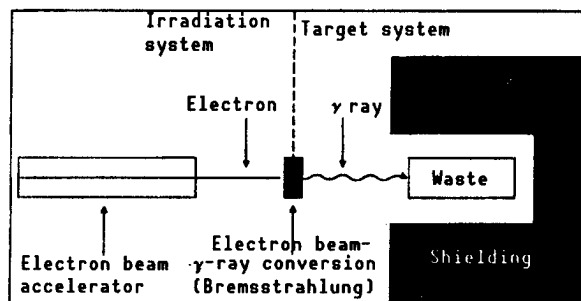 Irradiation
system
Target system
Electron
γ ray
Waste
Electron beam
accelerator
Electron beam-
γ-ray conversion
(Bremsstrahlung)
Shielding